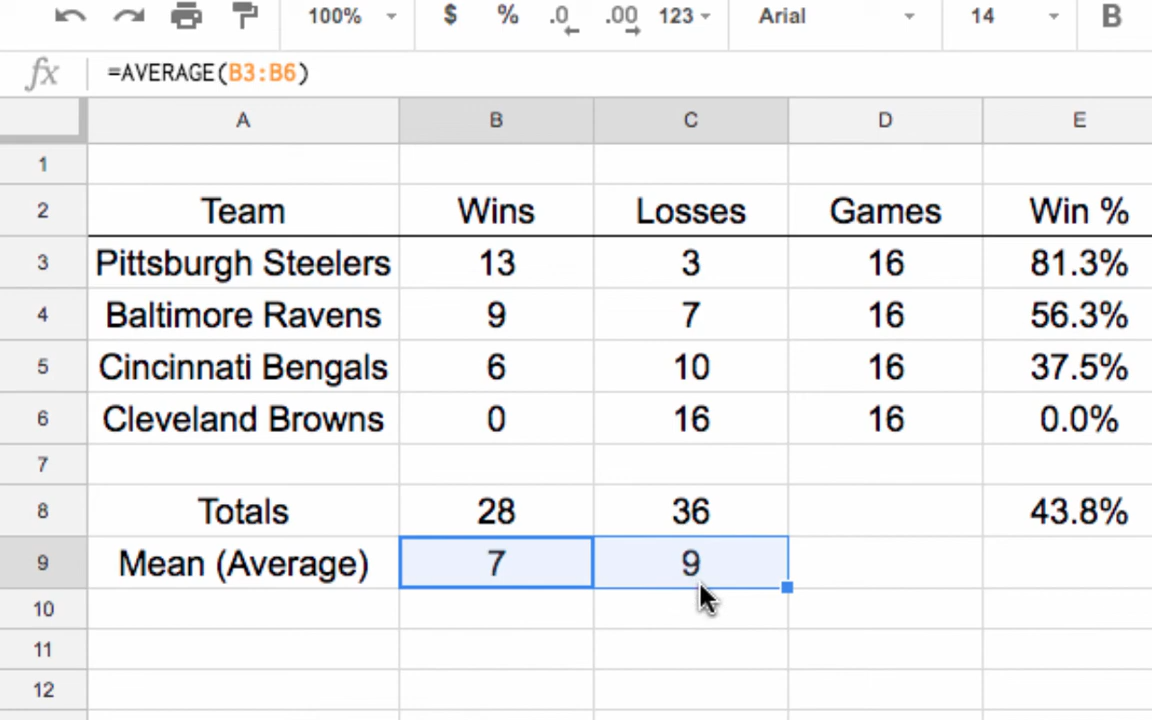 100% $ % .0 .00 123 Arial 14 B
fx =AVERAGE(B3:B6)
A B C D E
1
2 Team Wins Losses Games Win %
3 Pittsburgh Steelers 13 3 16 81.3%
4 Baltimore Ravens 9 7 16 56.3%
5 Cincinnati Bengals 6 10 16 37.5%
6 Cleveland Browns 0 16 16 0.0%
7
8 Totals 28 36 43.8%
9 Mean (Average) 7 9
10
11
12